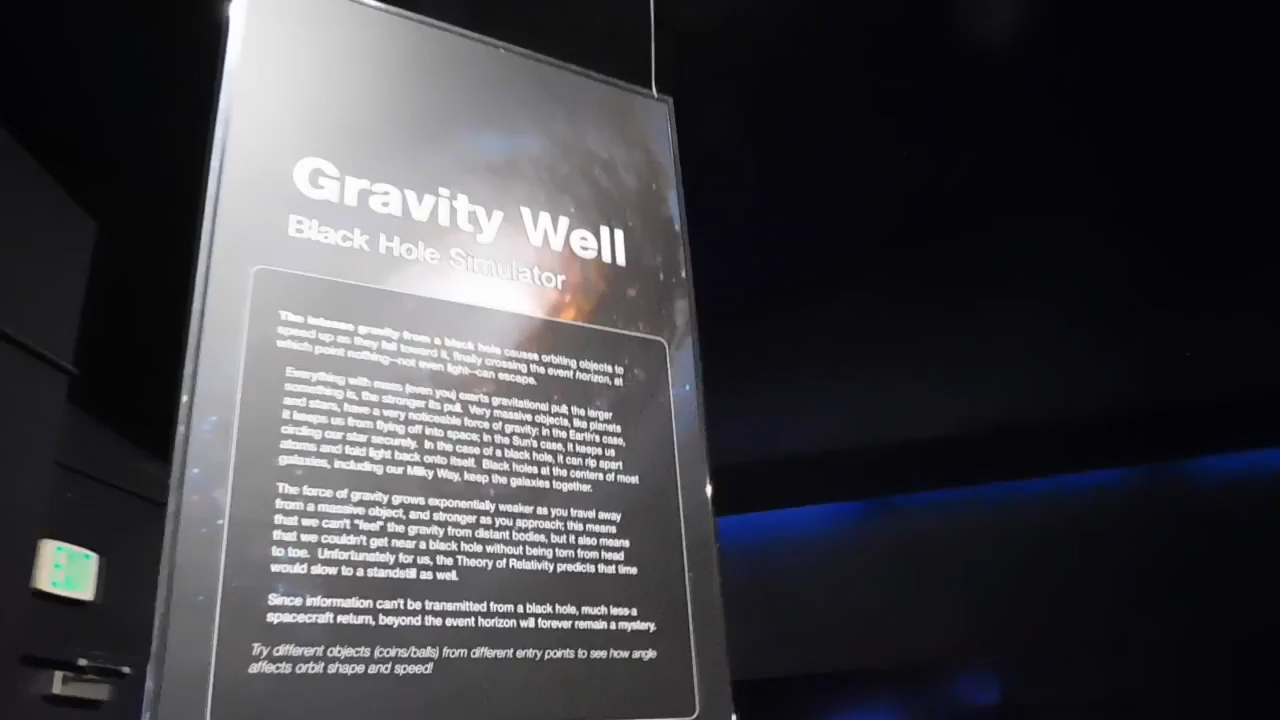 Gravity Well
Black Hole Simulator
The intense gravity from a black hole causes orbiting objects to
speed up as they fall toward it, finally crossing the event horizon, at
which point nothing—not even light—can escape.
Everything with mass (even you) exerts gravitational pull; the larger
something is, the stronger its pull. Very massive objects, like planets
and stars, have a very noticeable force of gravity: in the Earth's case,
it keeps us from flying off into space; in the Sun's case, it keeps us
circling our star securely. In the case of a black hole, it can rip apart
atoms and fold light back onto itself. Black holes at the centers of most
galaxies, including our Milky Way, keep the galaxies together.
The force of gravity grows exponentially weaker as you travel away
from a massive object, and stronger as you approach; this means
that we can't "feel" the gravity from distant bodies, but it also means
that we couldn't get near a black hole without being torn from head
to toe. Unfortunately for us, the Theory of Relativity predicts that time
would slow to a standstill as well.
Since information can't be transmitted from a black hole, much less a
spacecraft return, beyond the event horizon will forever remain a mystery.
Try different objects (coins/balls) from different entry points to see how angle
affects orbit shape and speed!